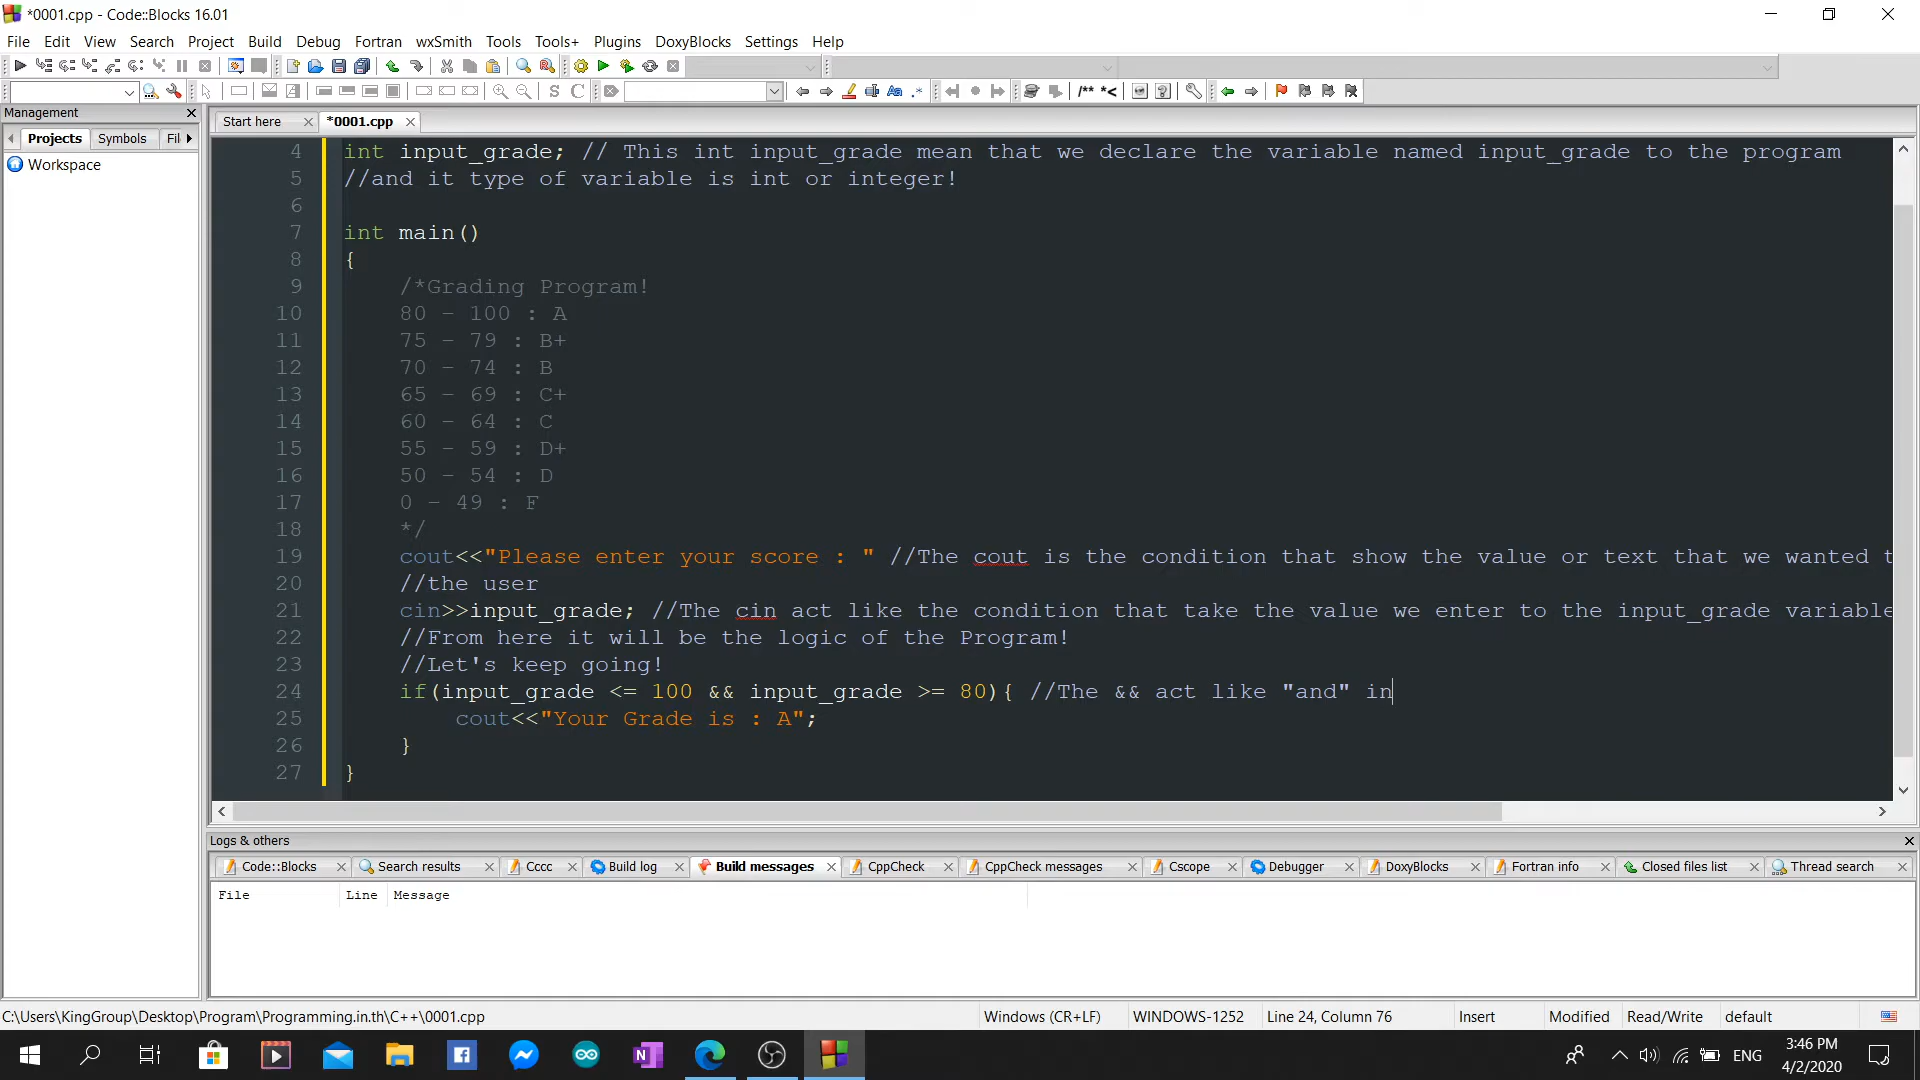 *0001.cpp - Code::Blocks 16.01
File Edit View Search Project Build Debug Fortran wxSmith Tools Tools+ Plugins DoxyBlocks Settings Help
S C Aa .* /** *<
Management
Projects Symbols Fil
Workspace
Start here *0001.cpp
4 int input_grade; // This int input_grade mean that we declare the variable named input_grade to the program
5 //and it type of variable is int or integer!
6
7 int main()
8 {
9 /*Grading Program!
10 80 - 100 : A
11 75 - 79 : B+
12 70 - 74 : B
13 65 - 69 : C+
14 60 - 64 : C
15 55 - 59 : D+
16 50 - 54 : D
17 0 - 49 : F
18 */
19 cout<<"Please enter your score : " //The cout is the condition that show the value or text that we wanted t
20 //the user
21 cin>>input_grade; //The cin act like the condition that take the value we enter to the input_grade variable
22 //From here it will be the logic of the Program!
23 //Let's keep going!
24 if(input_grade <= 100 && input_grade >= 80){ //The && act like "and" in
25 cout<<"Your Grade is : A";
26 }
27 }
Logs & others
Code::Blocks Search results Cccc Build log Build messages CppCheck CppCheck messages Cscope Debugger DoxyBlocks Fortran info Closed files list Thread search
File Line Message
C:\Users\KingGroup\Desktop\Program\Programming.in.th\C++\0001.cpp Windows (CR+LF) WINDOWS-1252 Line 24, Column 76 Insert Modified Read/Write default
ENG 3:46 PM
4/2/2020